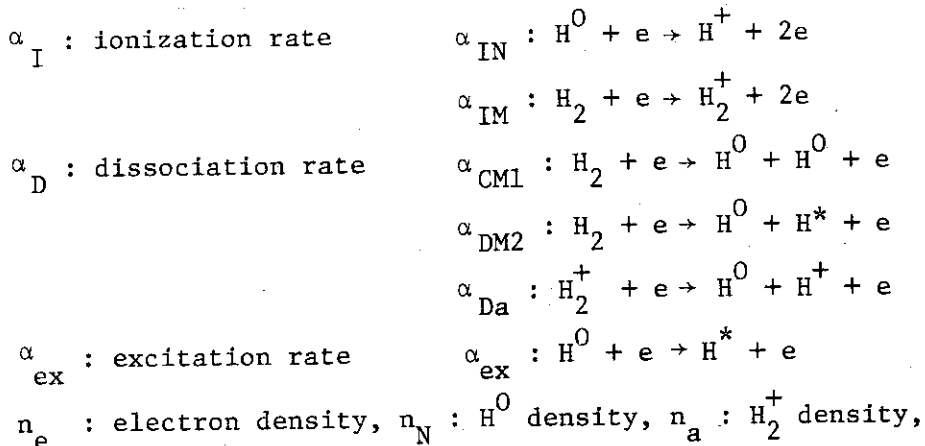 α_I : ionization rate α_IN : H^0 + e → H^+ + 2e
α_IM : H_2 + e → H_2^+ + 2e
α_D : dissociation rate α_CM1 : H_2 + e → H^0 + H^0 + e
α_DM2 : H_2 + e → H^0 + H* + e
α_Da : H_2^+ + e → H^0 + H^+ + e
α_ex : excitation rate α_ex : H^0 + e → H^* + e
n_e : electron density, n_N : H^0 density, n_a : H_2^+ density,